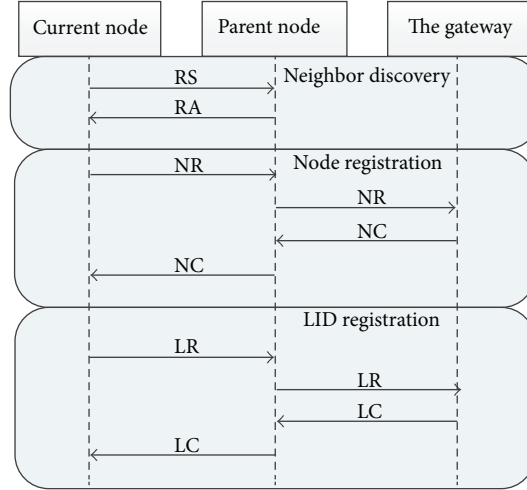 Current node
Parent node
The gateway
Neighbor discovery
RS
RA
Node registration
NR
NR
NC
NC
LID registration
LR
LR
LC
LC